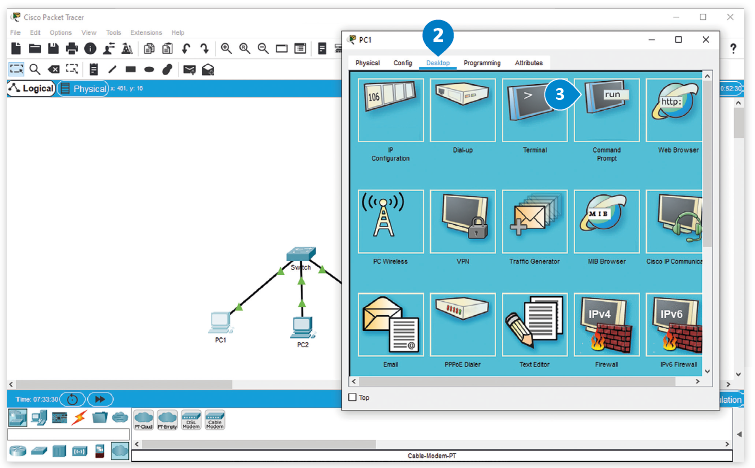 Cisco Packet Tracer
File Edit Options View Tools Extensions Help
?
Logical
Physical
x: 451, y: 16
0:52:30
2
PC1
Physical Config Desktop Programming Attributes
3
106
>
run
http:
IP
Configuration
Dial-up
Terminal
Command
Prompt
Web Browser
MIB
PC Wireless
VPN
Traffic Generator
MIB Browser
Cisco IP Communica
@
IPv4
IPv6
Email
PPPoE Dialer
Text Editor
Firewall
IPv6 Firewall
Top
Switch
PC1
PC2
Time: 07:33:30
ulation
PT-Cloud
PT-Empty
DSL
Modem
Cable
Modem
Cable-Modem-PT